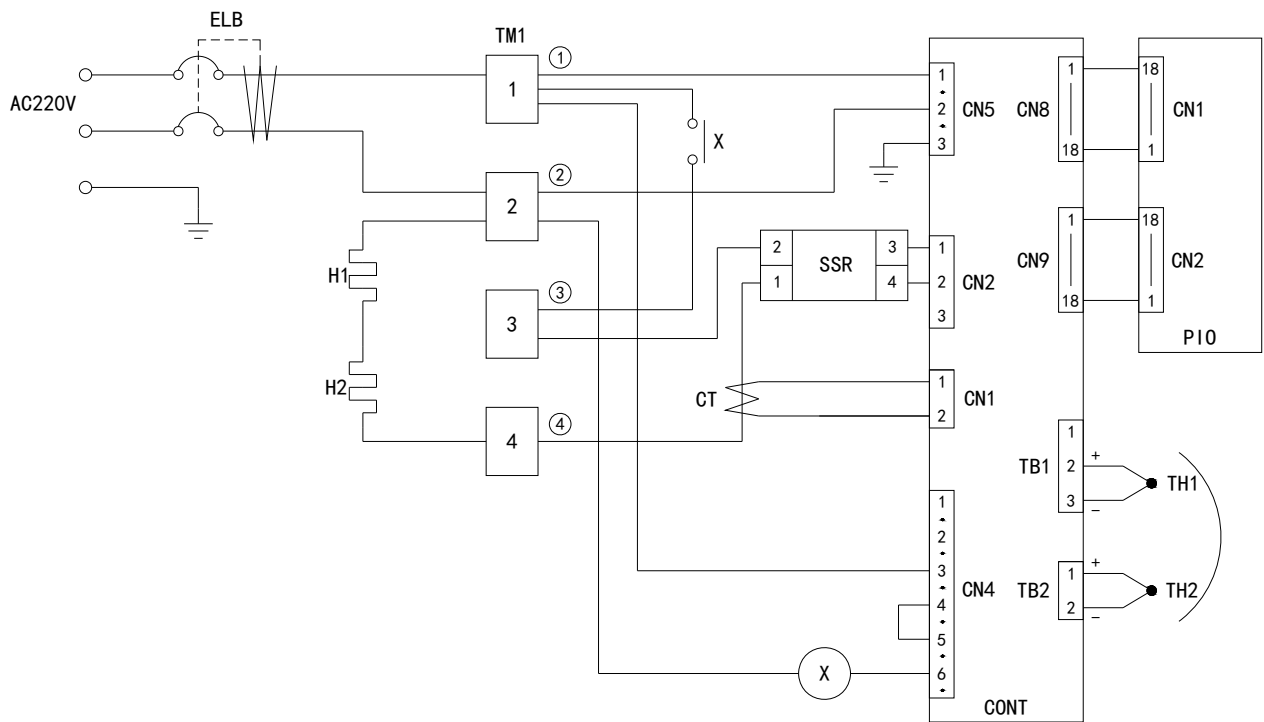 ELB
TM1
AC220V
1
①
2
②
3
③
4
④
H1
H2
X
2
1
SSR
3
4
CT
X
1
2
3
CN5
1
2
3
CN2
1
2
CN1
1
2
3
4
5
6
CN4
CN8
1
18
CN9
1
18
18
1
CN1
18
1
CN2
PIO
TB1
1
2
3
+
−
TH1
TB2
1
2
+
−
TH2
CONT